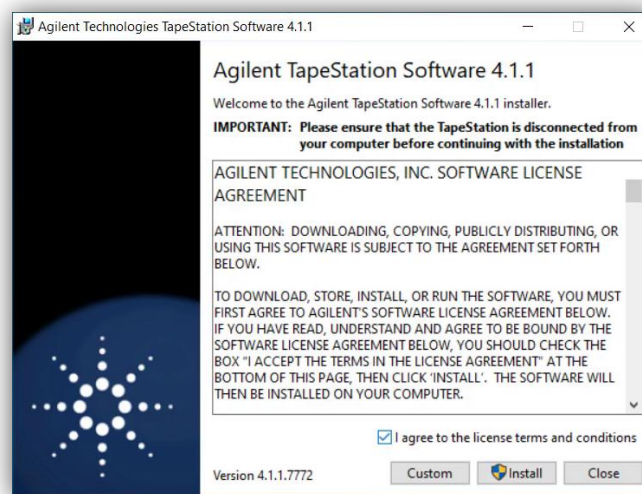 Agilent Technologies TapeStation Software 4.1.1
Agilent TapeStation Software 4.1.1
Welcome to the Agilent TapeStation Software 4.1.1 installer.
IMPORTANT: Please ensure that the TapeStation is disconnected from
your computer before continuing with the installation
AGILENT TECHNOLOGIES, INC. SOFTWARE LICENSE
AGREEMENT
ATTENTION: DOWNLOADING, COPYING, PUBLICLY DISTRIBUTING, OR
USING THIS SOFTWARE IS SUBJECT TO THE AGREEMENT SET FORTH
BELOW.
TO DOWNLOAD, STORE, INSTALL, OR RUN THE SOFTWARE, YOU MUST
FIRST AGREE TO AGILENT'S SOFTWARE LICENSE AGREEMENT BELOW.
IF YOU HAVE READ, UNDERSTAND AND AGREE TO BE BOUND BY THE
SOFTWARE LICENSE AGREEMENT BELOW, YOU SHOULD CHECK THE
BOX "I ACCEPT THE TERMS IN THE LICENSE AGREEMENT" AT THE
BOTTOM OF THIS PAGE, THEN CLICK 'INSTALL'. THE SOFTWARE WILL
THEN BE INSTALLED ON YOUR COMPUTER.
I agree to the license terms and conditions
Version 4.1.1.7772 Custom Install Close